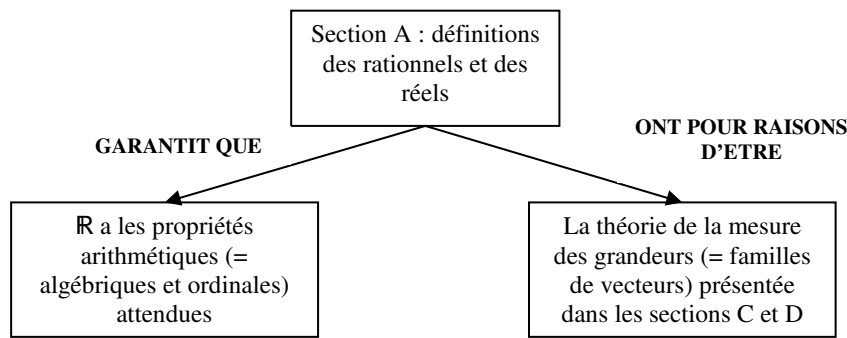 Section A : définitions
des rationnels et des
réels
GARANTIT QUE
ONT POUR RAISONS
D'ETRE
ℝ a les propriétés
arithmétiques (=
algébriques et ordinales)
attendues
La théorie de la mesure
des grandeurs (= familles
de vecteurs) présentée
dans les sections C et D